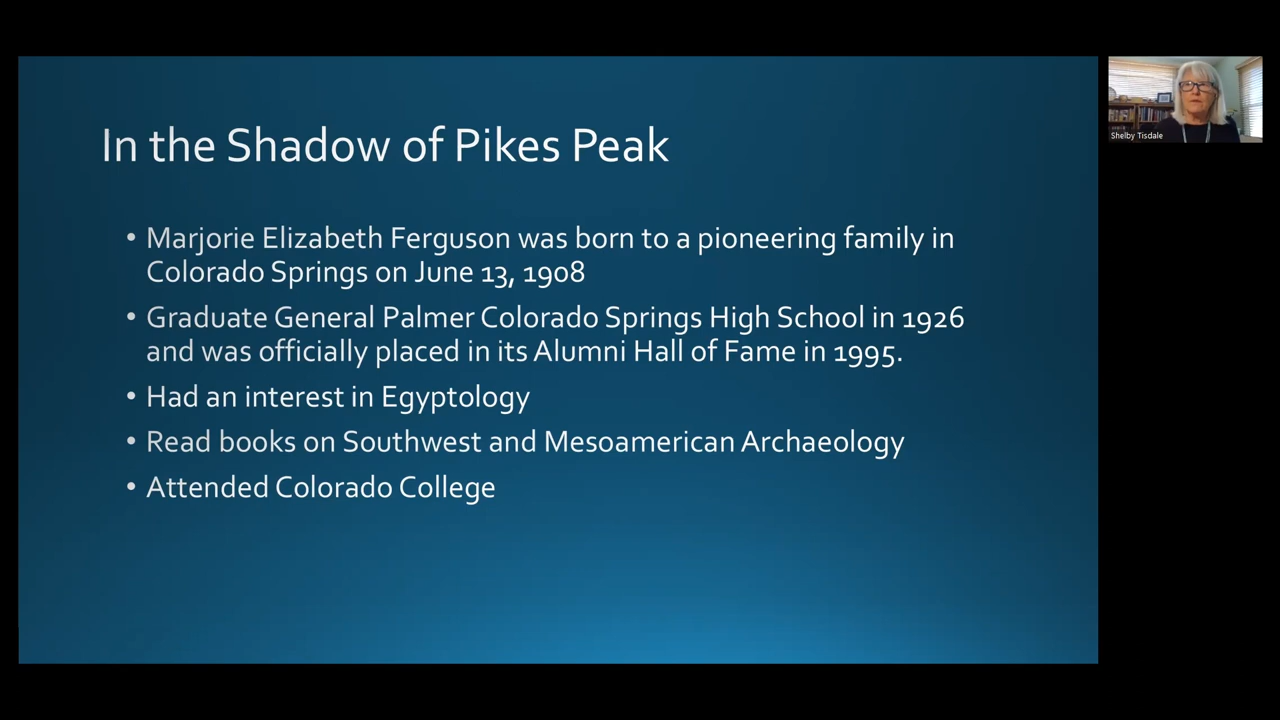 In the Shadow of Pikes Peak
• Marjorie Elizabeth Ferguson was born to a pioneering family in
Colorado Springs on June 13, 1908
• Graduate General Palmer Colorado Springs High School in 1926
and was officially placed in its Alumni Hall of Fame in 1995.
• Had an interest in Egyptology
• Read books on Southwest and Mesoamerican Archaeology
• Attended Colorado College
Shelby Tisdale